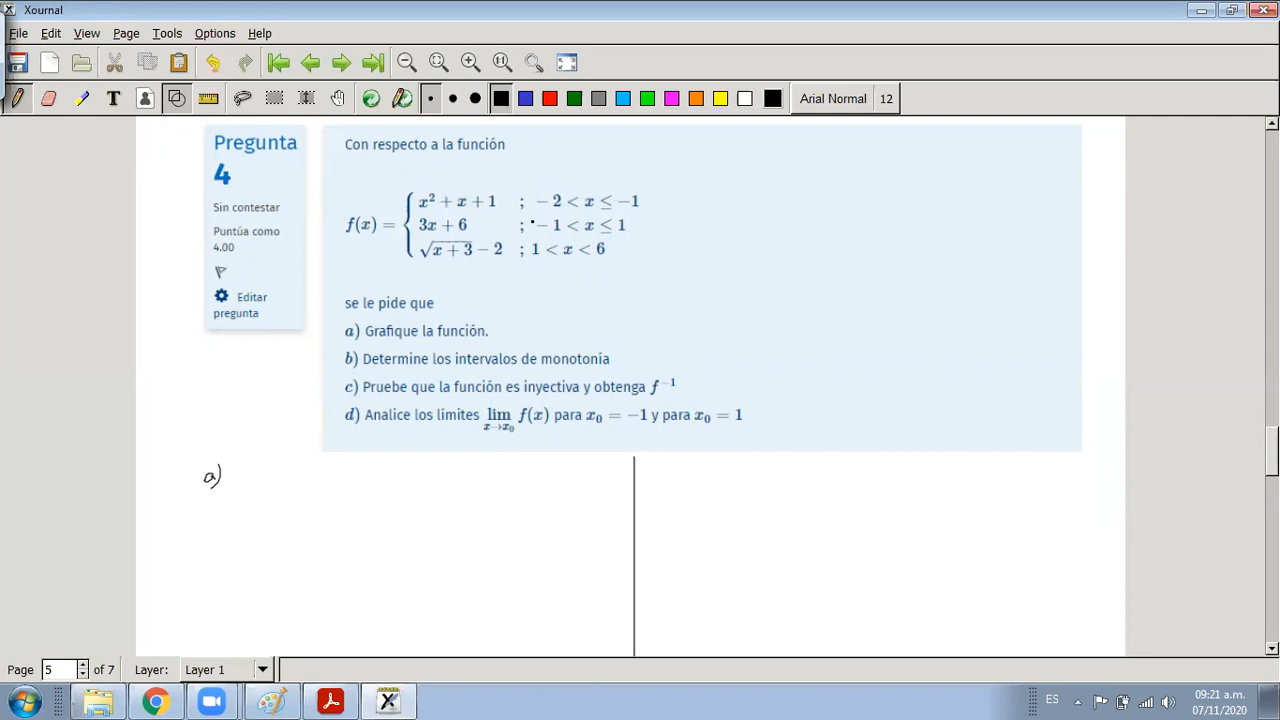 Xournal
File Edit View Page Tools Options Help
Arial Normal 12
Pregunta
4
Sin contestar
Puntúa como
4.00
Editar
pregunta
Con respecto a la función
f(x) = { x² + x + 1 ; − 2 < x ≤ −1
3x + 6 ; − 1 < x ≤ 1
√(x + 3) − 2 ; 1 < x < 6
se le pide que
a) Grafique la función.
b) Determine los intervalos de monotonía
c) Pruebe que la función es inyectiva y obtenga f⁻¹
d) Analice los límites lim x→x₀ f(x) para x₀ = −1 y para x₀ = 1
a)
Page 5 of 7 Layer: Layer 1
ES
09:21 a.m.
07/11/2020